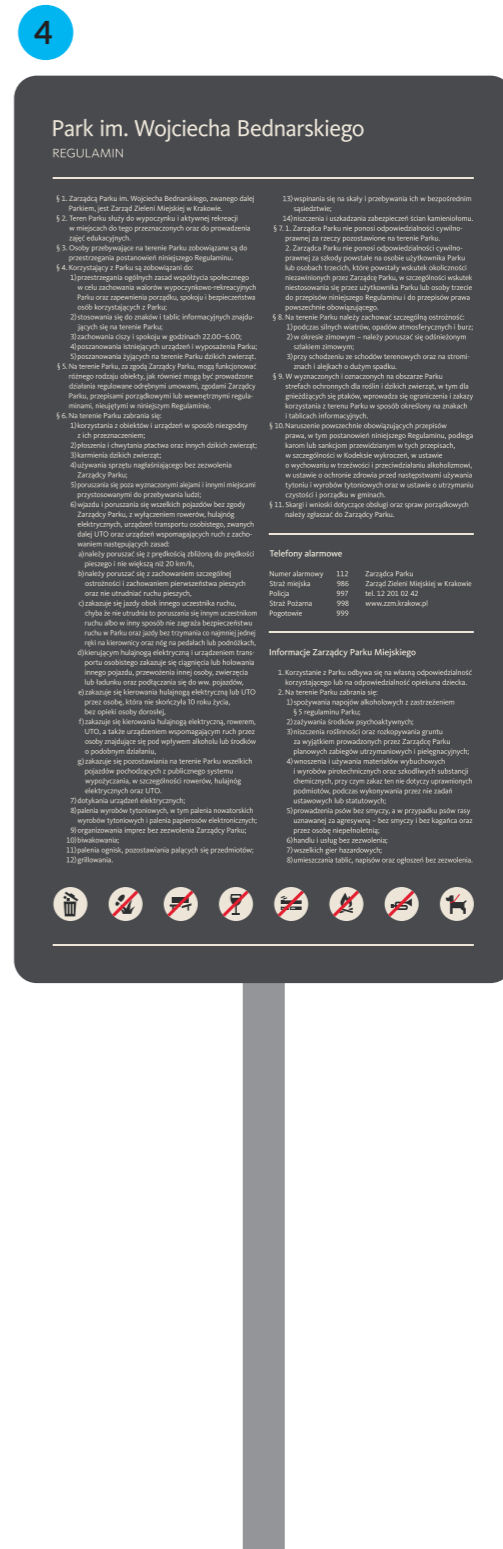 4
Park im. Wojciecha Bednarskiego
REGULAMIN
§ 1. Zarządcą Parku im. Wojciecha Bednarskiego, zwanego dalej
Parkiem, jest Zarząd Zieleni Miejskiej w Krakowie.
§ 2. Teren Parku służy do wypoczynku i aktywnej rekreacji
w miejscach do tego przeznaczonych oraz do prowadzenia
zajęć edukacyjnych.
§ 3. Osoby przebywające na terenie Parku zobowiązane są do
przestrzegania postanowień niniejszego Regulaminu.
§ 4. Korzystający z Parku są zobowiązani do:
1) przestrzegania ogólnych zasad współżycia społecznego
w celu zachowania walorów wypoczynkowo-rekreacyjnych
Parku oraz zapewnienia porządku, spokoju i bezpieczeństwa
osób korzystających z Parku;
2) stosowania się do znaków i tablic informacyjnych znajdu-
jących się na terenie Parku;
3) zachowania ciszy i spokoju w godzinach 22.00–6.00;
4) poszanowania istniejących urządzeń i wyposażenia Parku;
5) poszanowania żyjących na terenie Parku dzikich zwierząt.
§ 5. Na terenie Parku, za zgodą Zarządcy Parku, mogą funkcjonować
różnego rodzaju obiekty, jak również mogą być prowadzone
działania regulowane odrębnymi umowami, zgodami Zarządcy
Parku, przepisami porządkowymi lub wewnętrznymi regula-
minami, nieujętymi w niniejszym Regulaminie.
§ 6. Na terenie Parku zabrania się:
1) korzystania z obiektów i urządzeń w sposób niezgodny
z ich przeznaczeniem;
2) płoszenia i chwytania ptactwa oraz innych dzikich zwierząt;
3) karmienia dzikich zwierząt;
4) używania sprzętu nagłaśniającego bez zezwolenia
Zarządcy Parku;
5) poruszania się poza wyznaczonymi alejami i innymi miejscami
przystosowanymi do przebywania ludzi;
6) wjazdu i poruszania się wszelkich pojazdów bez zgody
Zarządcy Parku, z wyłączeniem rowerów, hulajnóg
elektrycznych, urządzeń transportu osobistego, zwanych
dalej UTO oraz urządzeń wspomagających ruch z zacho-
waniem następujących zasad:
a) należy poruszać się z prędkością zbliżoną do prędkości
pieszego i nie większą niż 20 km/h,
b) należy poruszać się z zachowaniem szczególnej
ostrożności i zachowaniem pierwszeństwa pieszych
oraz nie utrudniać ruchu pieszych,
c) zakazuje się jazdy obok innego uczestnika ruchu,
chyba że nie utrudnia to poruszania się innym uczestnikom
ruchu albo w inny sposób nie zagraża bezpieczeństwu
ruchu w Parku oraz jazdy bez trzymania co najmniej jednej
ręki na kierownicy oraz nóg na pedałach lub podnóżkach,
d) kierującym hulajnogą elektryczną i urządzeniem trans-
portu osobistego zakazuje się ciągnięcia lub holowania
innego pojazdu, przewożenia innej osoby, zwierzęcia
lub ładunku oraz podłączania się do ww. pojazdów,
e) zakazuje się kierowania hulajnogą elektryczną lub UTO
przez osobę, która nie skończyła 10 roku życia,
bez opieki osoby dorosłej,
f) zakazuje się kierowania hulajnogą elektryczną, rowerem,
UTO, a także urządzeniem wspomagającym ruch przez
osoby znajdujące się pod wpływem alkoholu lub środków
o podobnym działaniu,
g) zakazuje się pozostawiania na terenie Parku wszelkich
pojazdów pochodzących z publicznego systemu
wypożyczania, w szczególności rowerów, hulajnóg
elektrycznych oraz UTO.
7) dotykania urządzeń elektrycznych;
8) palenia wyrobów tytoniowych, w tym palenia nowatorskich
wyrobów tytoniowych i palenia papierosów elektronicznych;
9) organizowania imprez bez zezwolenia Zarządcy Parku;
10) biwakowania;
11) palenia ognisk, pozostawiania palących się przedmiotów;
12) grillowania.
13) wspinania się na skały i przebywania ich w bezpośrednim
sąsiedztwie;
14) niszczenia i uszkadzania zabezpieczeń ścian kamieniołomu.
§ 7. 1. Zarządca Parku nie ponosi odpowiedzialności cywilno-
prawnej za rzeczy pozostawione na terenie Parku.
2. Zarządca Parku nie ponosi odpowiedzialności cywilno-
prawnej za szkody powstałe na osobie użytkownika Parku
lub osobach trzecich, które powstały wskutek okoliczności
niezawinionych przez Zarządcę Parku, w szczególności wskutek
niestosowania się przez użytkownika Parku lub osoby trzecie
do przepisów niniejszego Regulaminu i do przepisów prawa
powszechnie obowiązującego.
§ 8. Na terenie Parku należy zachować szczególną ostrożność:
1) podczas silnych wiatrów, opadów atmosferycznych i burz;
2) w okresie zimowym – należy poruszać się odśnieżonym
szlakiem zimowym;
3) przy schodzeniu ze schodów terenowych oraz na stromi-
znach i alejkach o dużym spadku.
§ 9. W wyznaczonych i oznaczonych na obszarze Parku
strefach ochronnych dla roślin i dzikich zwierząt, w tym dla
gnieżdżących się ptaków, wprowadza się ograniczenia i zakazy
korzystania z terenu Parku w sposób określony na znakach
i tablicach informacyjnych.
§ 10. Naruszenie powszechnie obowiązujących przepisów
prawa, w tym postanowień niniejszego Regulaminu, podlega
karom lub sankcjom przewidzianym w tych przepisach,
w szczególności w Kodeksie wykroczeń, w ustawie
o wychowaniu w trzeźwości i przeciwdziałaniu alkoholizmowi,
w ustawie o ochronie zdrowia przed następstwami używania
tytoniu i wyrobów tytoniowych oraz w ustawie o utrzymaniu
czystości i porządku w gminach.
§ 11. Skargi i wnioski dotyczące obsługi oraz spraw porządkowych
należy zgłaszać do Zarządcy Parku.
Telefony alarmowe
Numer alarmowy 112 Zarządca Parku
Straż miejska 986 Zarząd Zieleni Miejskiej w Krakowie
Policja 997 tel. 12 201 02 42
Straż Pożarna 998 www.zzm.krakow.pl
Pogotowie 999
Informacje Zarządcy Parku Miejskiego
1. Korzystanie z Parku odbywa się na własną odpowiedzialność
korzystającego lub na odpowiedzialność opiekuna dziecka.
2. Na terenie Parku zabrania się:
1) spożywania napojów alkoholowych z zastrzeżeniem
§ 5 regulaminu Parku;
2) zażywania środków psychoaktywnych;
3) niszczenia roślinności oraz rozkopywania gruntu
za wyjątkiem prowadzonych przez Zarządcę Parku
planowych zabiegów utrzymaniowych i pielęgnacyjnych;
4) wnoszenia i używania materiałów wybuchowych
i wyrobów pirotechnicznych oraz szkodliwych substancji
chemicznych, przy czym zakaz ten nie dotyczy uprawnionych
podmiotów, podczas wykonywania przez nie zadań
ustawowych lub statutowych;
5) prowadzenia psów bez smyczy, a w przypadku psów rasy
uznawanej za agresywną – bez smyczy i bez kagańca oraz
przez osobę niepełnoletnią;
6) handlu i usług bez zezwolenia;
7) wszelkich gier hazardowych;
8) umieszczania tablic, napisów oraz ogłoszeń bez zezwolenia.